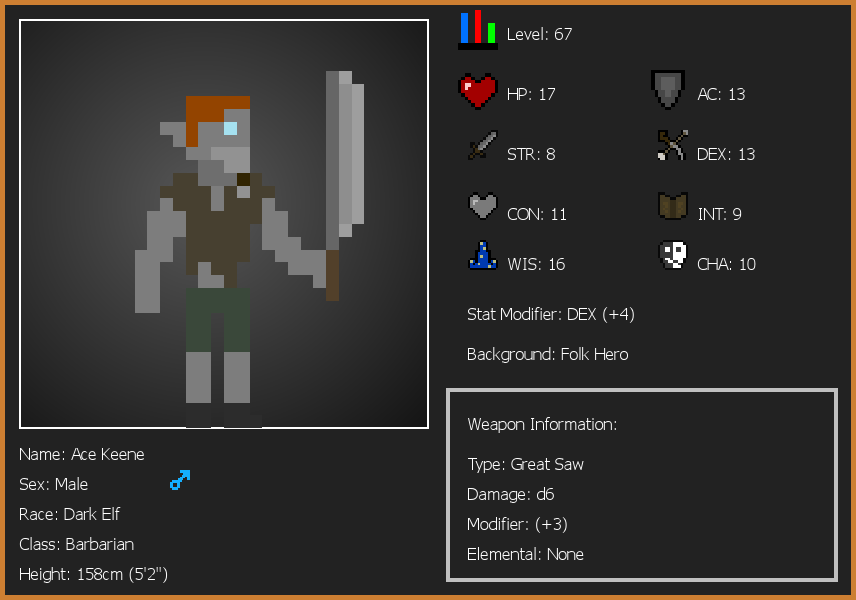 Level: 67
HP: 17
AC: 13
STR: 8
DEX: 13
CON: 11
INT: 9
WIS: 16
CHA: 10
Stat Modifier: DEX (+4)
Background: Folk Hero
Weapon Information:
Type: Great Saw
Damage: d6
Modifier: (+3)
Elemental: None
Name: Ace Keene
Sex: Male
Race: Dark Elf
Class: Barbarian
Height: 158cm (5'2")